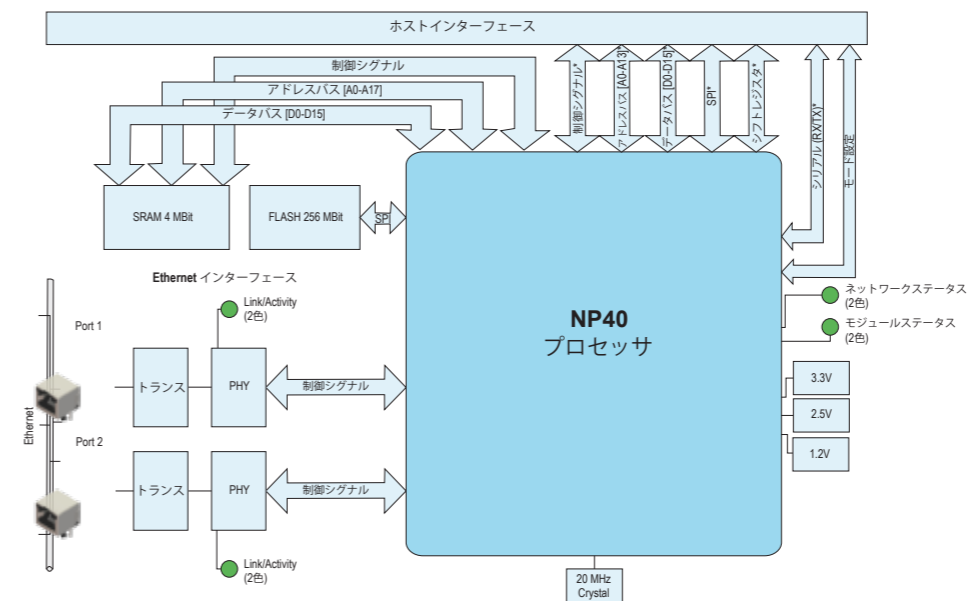 ホストインターフェース
制御シグナル
アドレスバス [A0-A17]
データバス [D0-D15]
制御シグナル*
アドレスバス [A0-A13]*
データバス [D0-D15]*
SPI*
シフトレジスタ*
シリアル (RX/TX)*
モード設定
SRAM 4 MBit
FLASH 256 MBit
SPI
Ethernet インターフェース
Link/Activity
(2色)
Port 1
トランス
PHY
制御シグナル
Ethernet
Port 2
トランス
PHY
制御シグナル
Link/Activity
(2色)
NP40
プロセッサ
ネットワークステータス
(2色)
モジュールステータス
(2色)
3.3V
2.5V
1.2V
20 MHz
Crystal